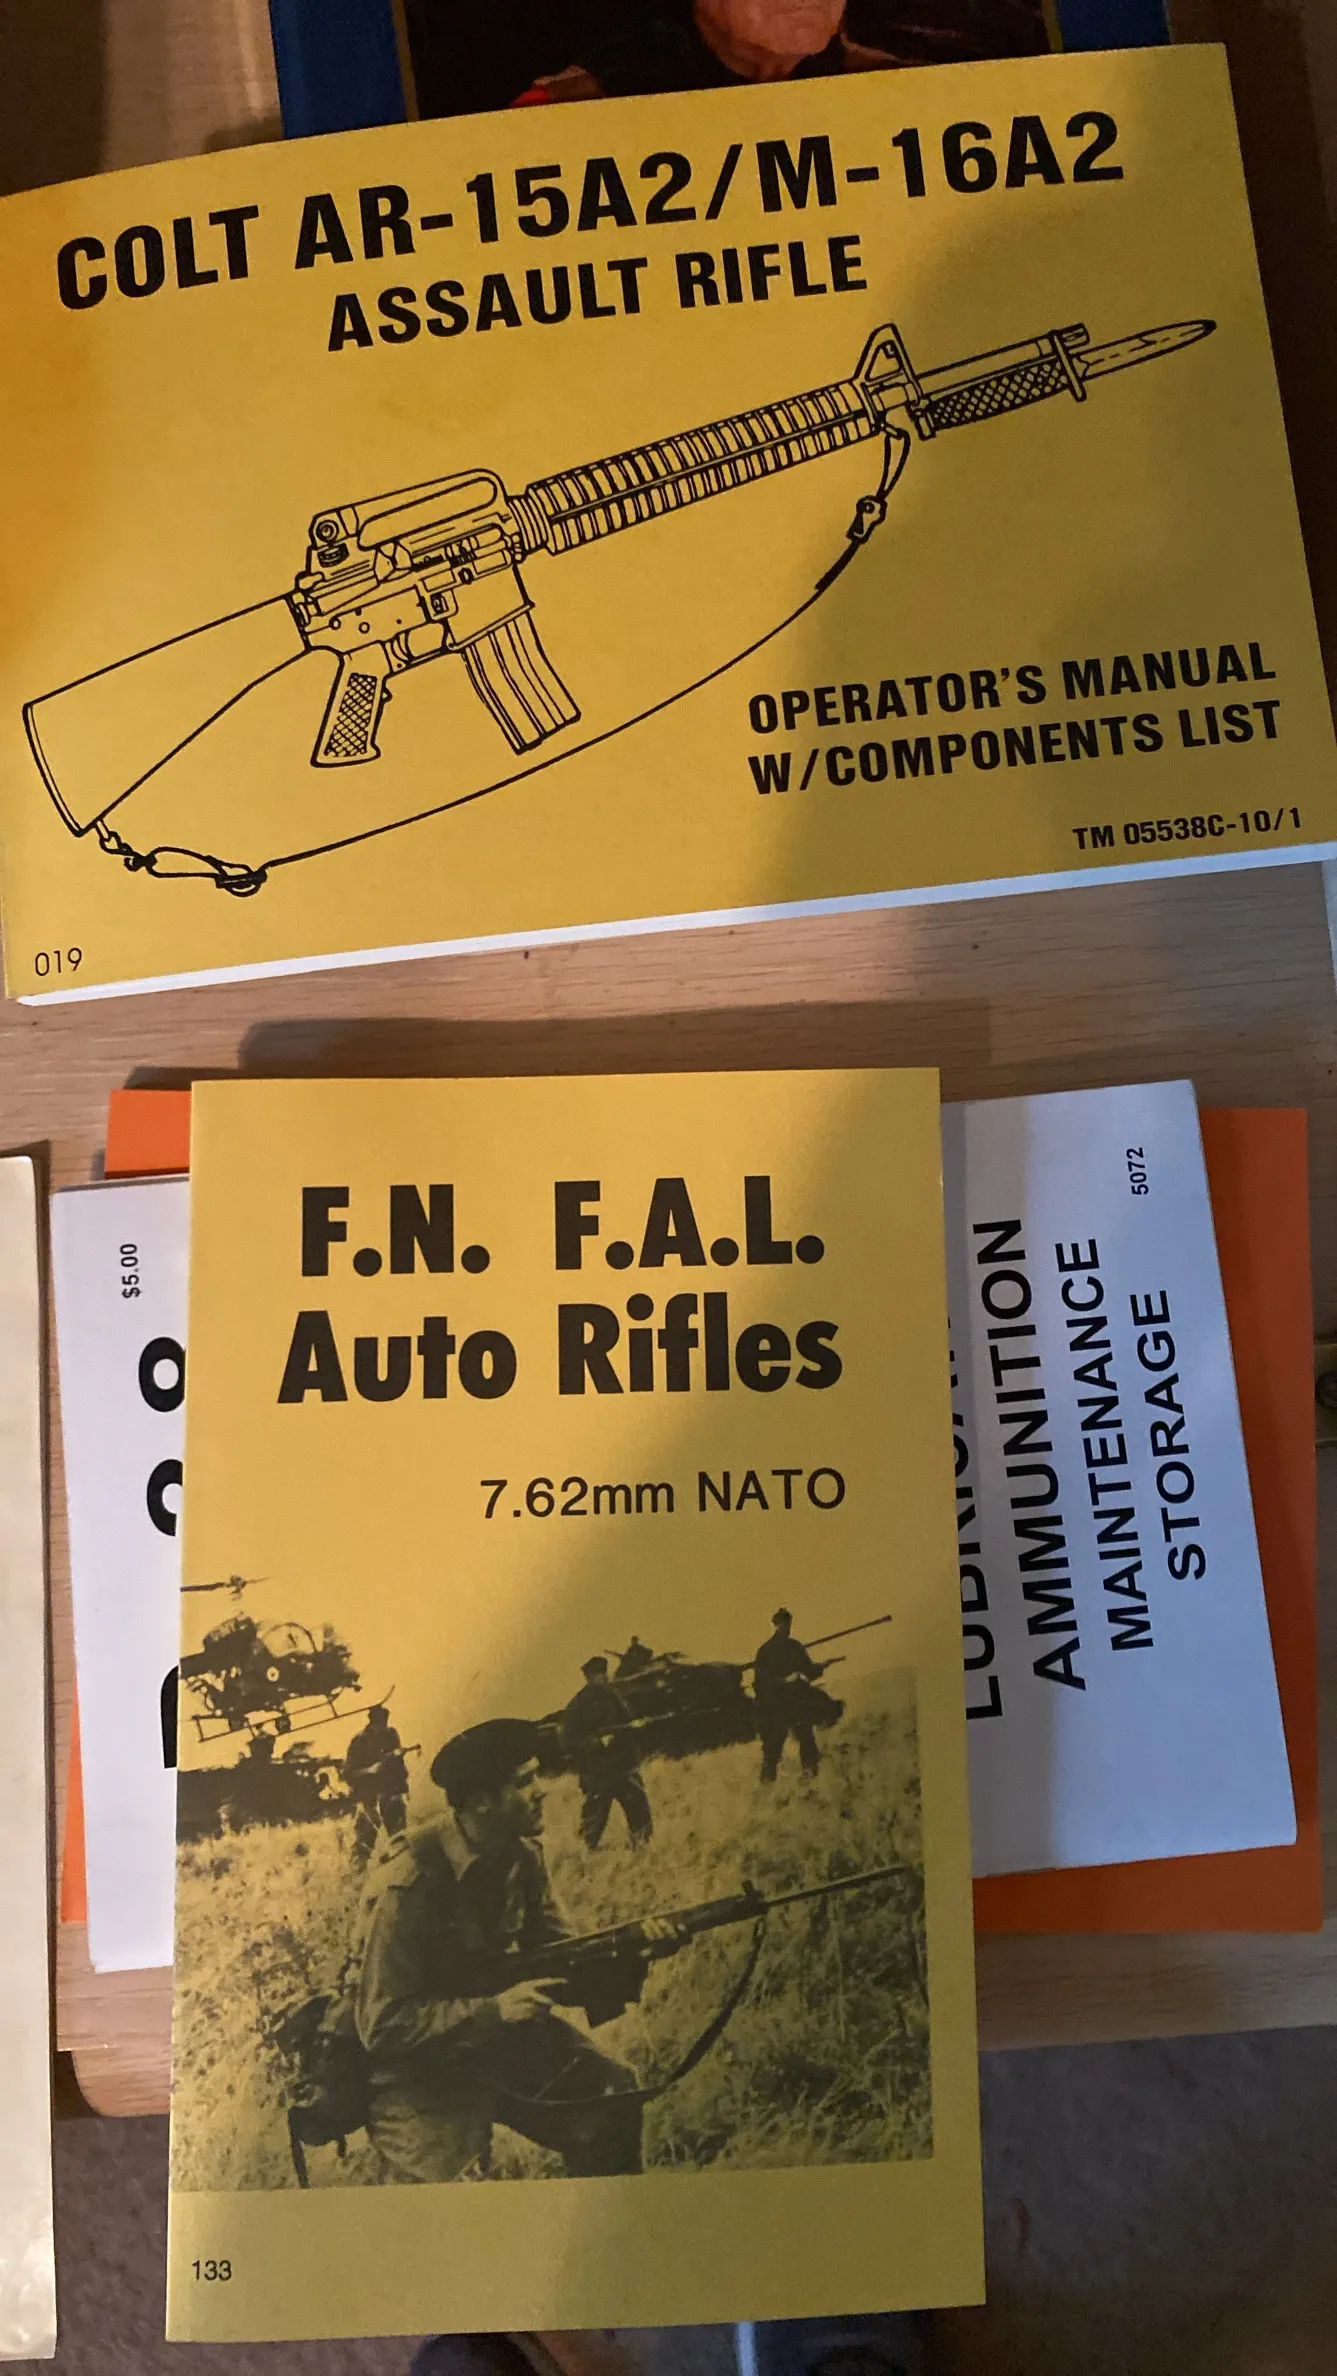 COLT AR-15A2/M-16A2
ASSAULT RIFLE
OPERATOR'S MANUAL
W/COMPONENTS LIST
TM 05538C-10/1
019
F.N. F.A.L.
Auto Rifles
7.62mm NATO
133
$5.00
5072
AMMUNITION
MAINTENANCE
STORAGE